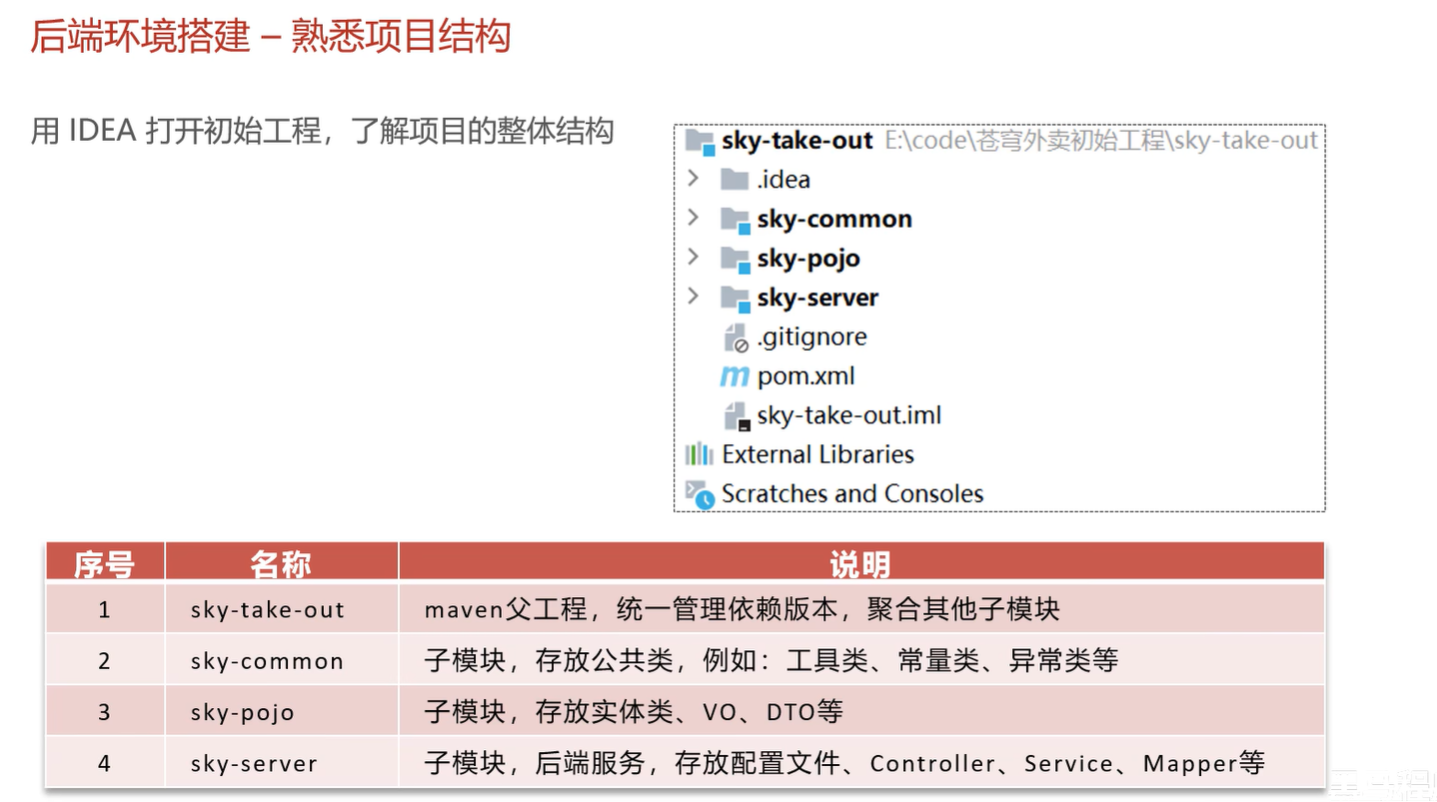 后端环境搭建 – 熟悉项目结构
用 IDEA 打开初始工程，了解项目的整体结构
sky-take-out E:\code\苍穹外卖初始工程\sky-take-out
.idea
sky-common
sky-pojo
sky-server
.gitignore
pom.xml
sky-take-out.iml
External Libraries
Scratches and Consoles
序号 名称 说明
1 sky-take-out maven父工程，统一管理依赖版本，聚合其他子模块
2 sky-common 子模块，存放公共类，例如：工具类、常量类、异常类等
3 sky-pojo 子模块，存放实体类、VO、DTO等
4 sky-server 子模块，后端服务，存放配置文件、Controller、Service、Mapper等